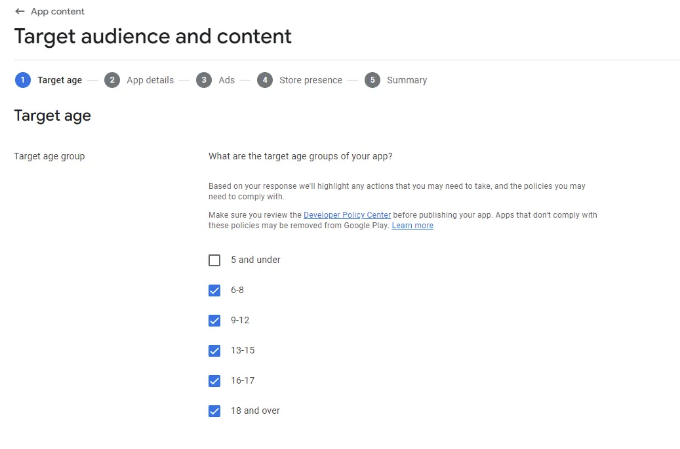 ← App content
Target audience and content
1 Target age — 2 App details — 3 Ads — 4 Store presence — 5 Summary
Target age
Target age group
What are the target age groups of your app?
Based on your response we'll highlight any actions that you may need to take, and the policies you may
need to comply with.
Make sure you review the Developer Policy Center before publishing your app. Apps that don't comply with
these policies may be removed from Google Play. Learn more
5 and under
6-8
9-12
13-15
16-17
18 and over